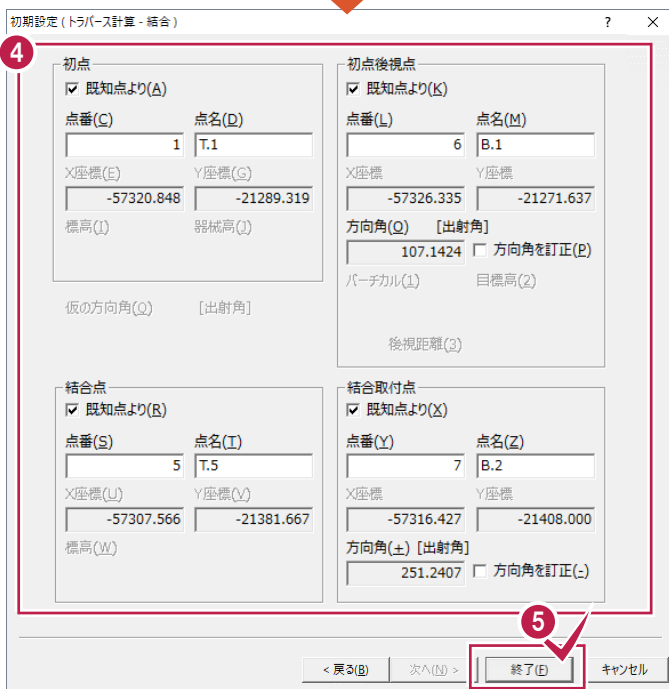 初期設定 ( トラバース計算 - 結合 )
?
4
初点
既知点より(A)
点番(C) 点名(D)
1 T.1
X座標(E) Y座標(G)
-57320.848 -21289.319
標高(I) 器械高(J)
仮の方向角(Q) [出射角]
初点後視点
既知点より(K)
点番(L) 点名(M)
6 B.1
X座標 Y座標
-57326.335 -21271.637
方向角(O) [出射角]
107.1424 方向角を訂正(P)
バーチカル(1) 目標高(2)
後視距離(3)
結合点
既知点より(R)
点番(S) 点名(T)
5 T.5
X座標(U) Y座標(V)
-57307.566 -21381.667
標高(W)
結合取付点
既知点より(X)
点番(Y) 点名(Z)
7 B.2
X座標 Y座標
-57316.427 -21408.000
方向角(+) [出射角]
251.2407 方向角を訂正(-)
5
< 戻る(B) 次へ(N) > 終了(F) キャンセル